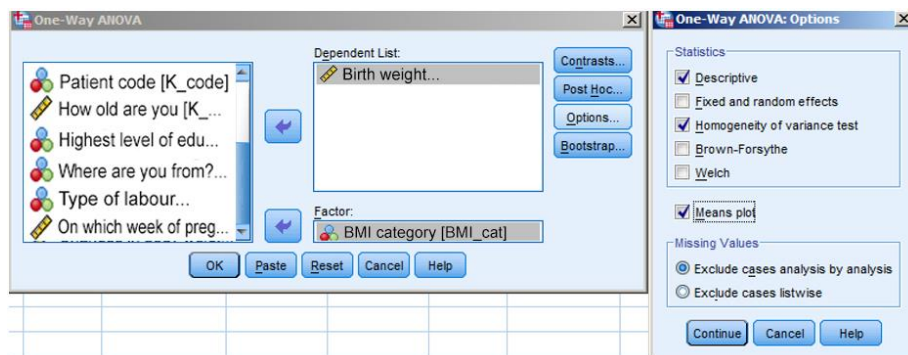 One-Way ANOVA
Patient code [K_code]
How old are you [K_...
Highest level of edu...
Where are you from?...
Type of labour...
On which week of preg...
Dependent List:
Birth weight...
Factor:
BMI category [BMI_cat]
Contrasts...
Post Hoc...
Options...
Bootstrap...
OK Paste Reset Cancel Help
One-Way ANOVA: Options
Statistics
Descriptive
Fixed and random effects
Homogeneity of variance test
Brown-Forsythe
Welch
Means plot
Missing Values
Exclude cases analysis by analysis
Exclude cases listwise
Continue Cancel Help